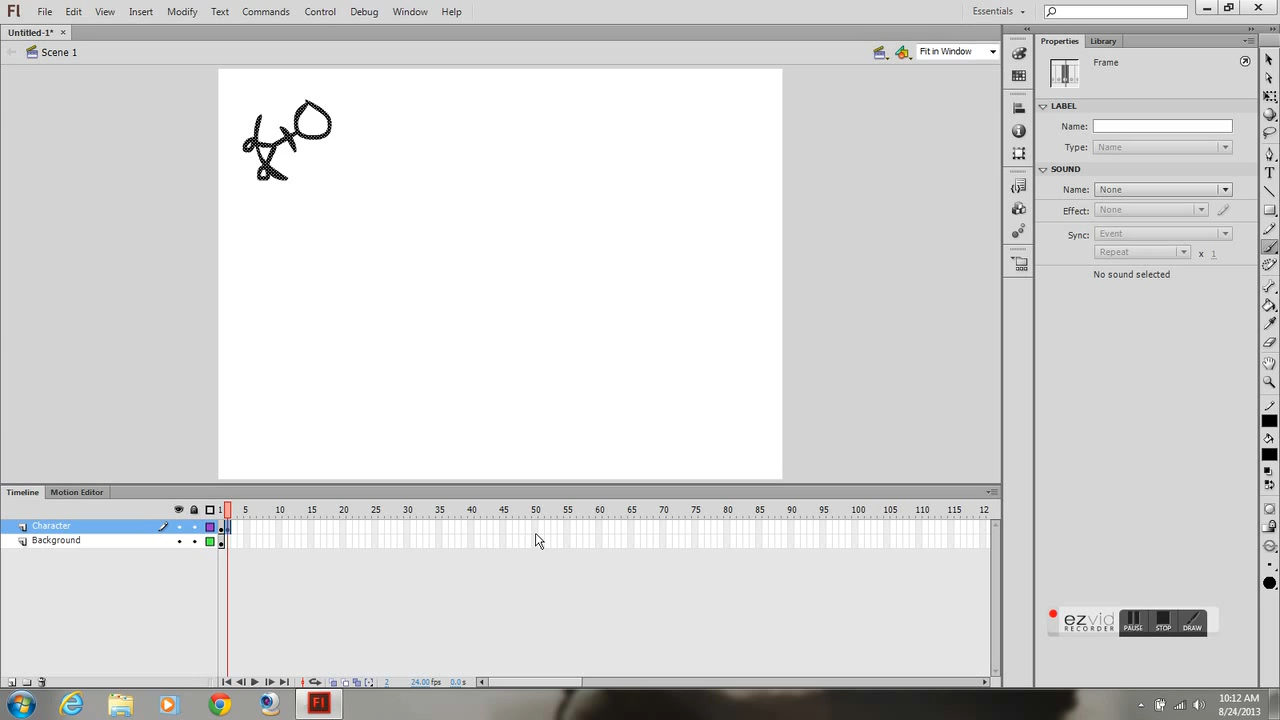 Fl File Edit View Insert Modify Text Commands Control Debug Window Help Essentials
Untitled-1* ×
Scene 1 Fit in Window
Properties Library
Frame
LABEL
Name:
Type: Name
SOUND
Name: None
Effect: None
Sync: Event
Repeat x 1
No sound selected
Timeline Motion Editor
1 5 10 15 20 25 30 35 40 45 50 55 60 65 70 75 80 85 90 95 100 105 110 115 12
Character
Background
ezvid
RECORDER
PAUSE STOP DRAW
2 24.00 fps 0.0 s
Fl
10:12 AM
8/24/2013